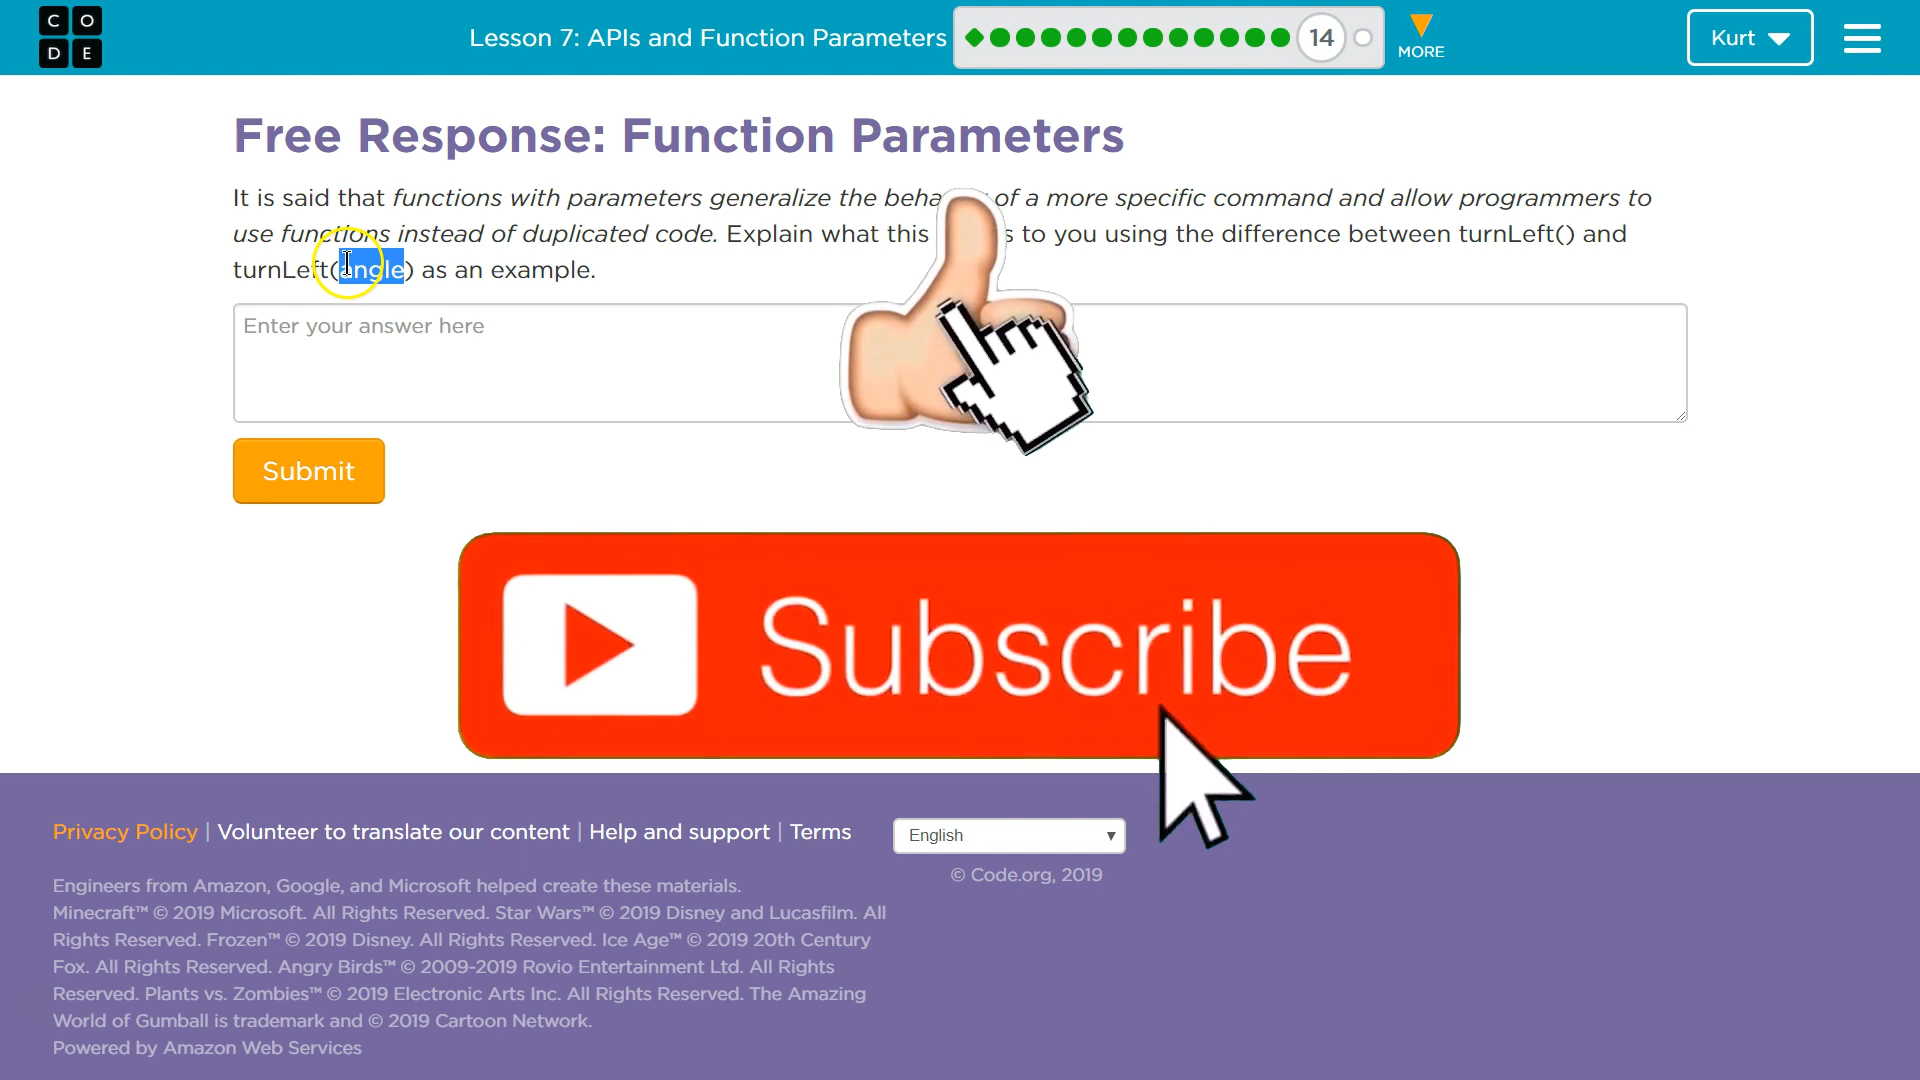 C O
D E
Lesson 7: APIs and Function Parameters
14
MORE
Kurt
Free Response: Function Parameters
It is said that functions with parameters generalize the of a more specific command and allow programmers to
use functions instead of duplicated code. Explain what this to you using the difference between turnLeft() and
turnLeft(angle) as an example.
Enter your answer here
Submit
Subscribe
Privacy Policy | Volunteer to translate our content | Help and support | Terms
English
© Code.org, 2019
Engineers from Amazon, Google, and Microsoft helped create these materials.
Minecraft™ © 2019 Microsoft. All Rights Reserved. Star Wars™ © 2019 Disney and Lucasfilm. All
Rights Reserved. Frozen™ © 2019 Disney. All Rights Reserved. Ice Age™ © 2019 20th Century
Fox. All Rights Reserved. Angry Birds™ © 2009-2019 Rovio Entertainment Ltd. All Rights
Reserved. Plants vs. Zombies™ © 2019 Electronic Arts Inc. All Rights Reserved. The Amazing
World of Gumball is trademark and © 2019 Cartoon Network.
Powered by Amazon Web Services